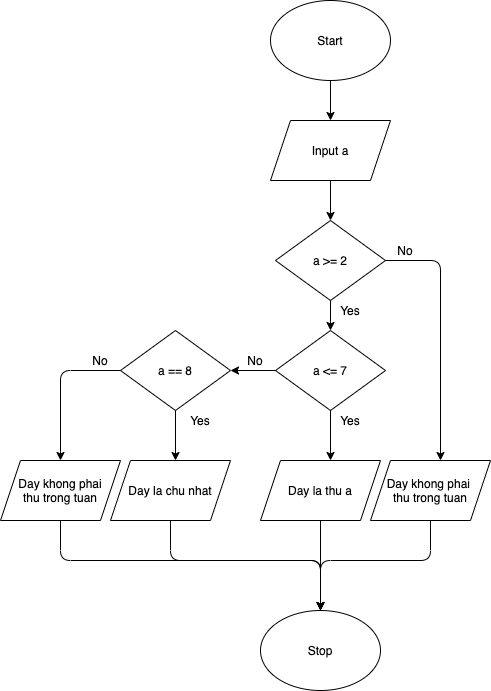 Start
Input a
a >= 2
No
Yes
a <= 7
No
a == 8
No
Yes
Yes
Day khong phai
thu trong tuan
Day la chu nhat
Day la thu a
Day khong phai
thu trong tuan
Stop